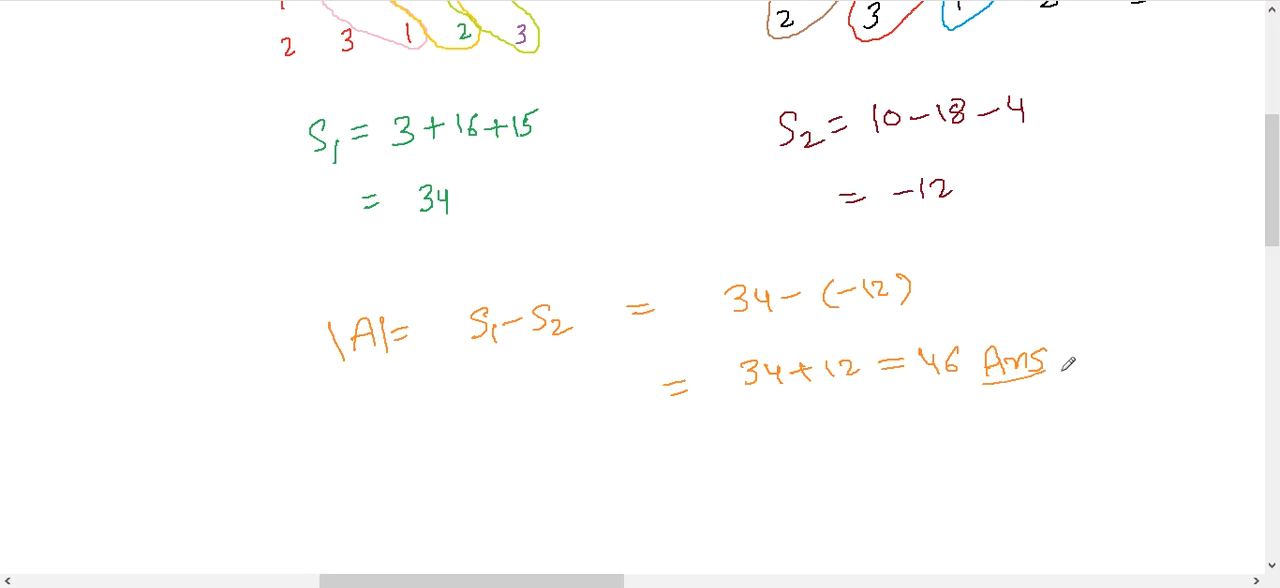 2 3 1 2 3
2 3
S₁ = 3 + 16 + 15
= 34
S₂ = 10 - 18 - 4
= -12
|A| = S₁ - S₂ = 34 - (-12)
= 34 + 12 = 46 Ans